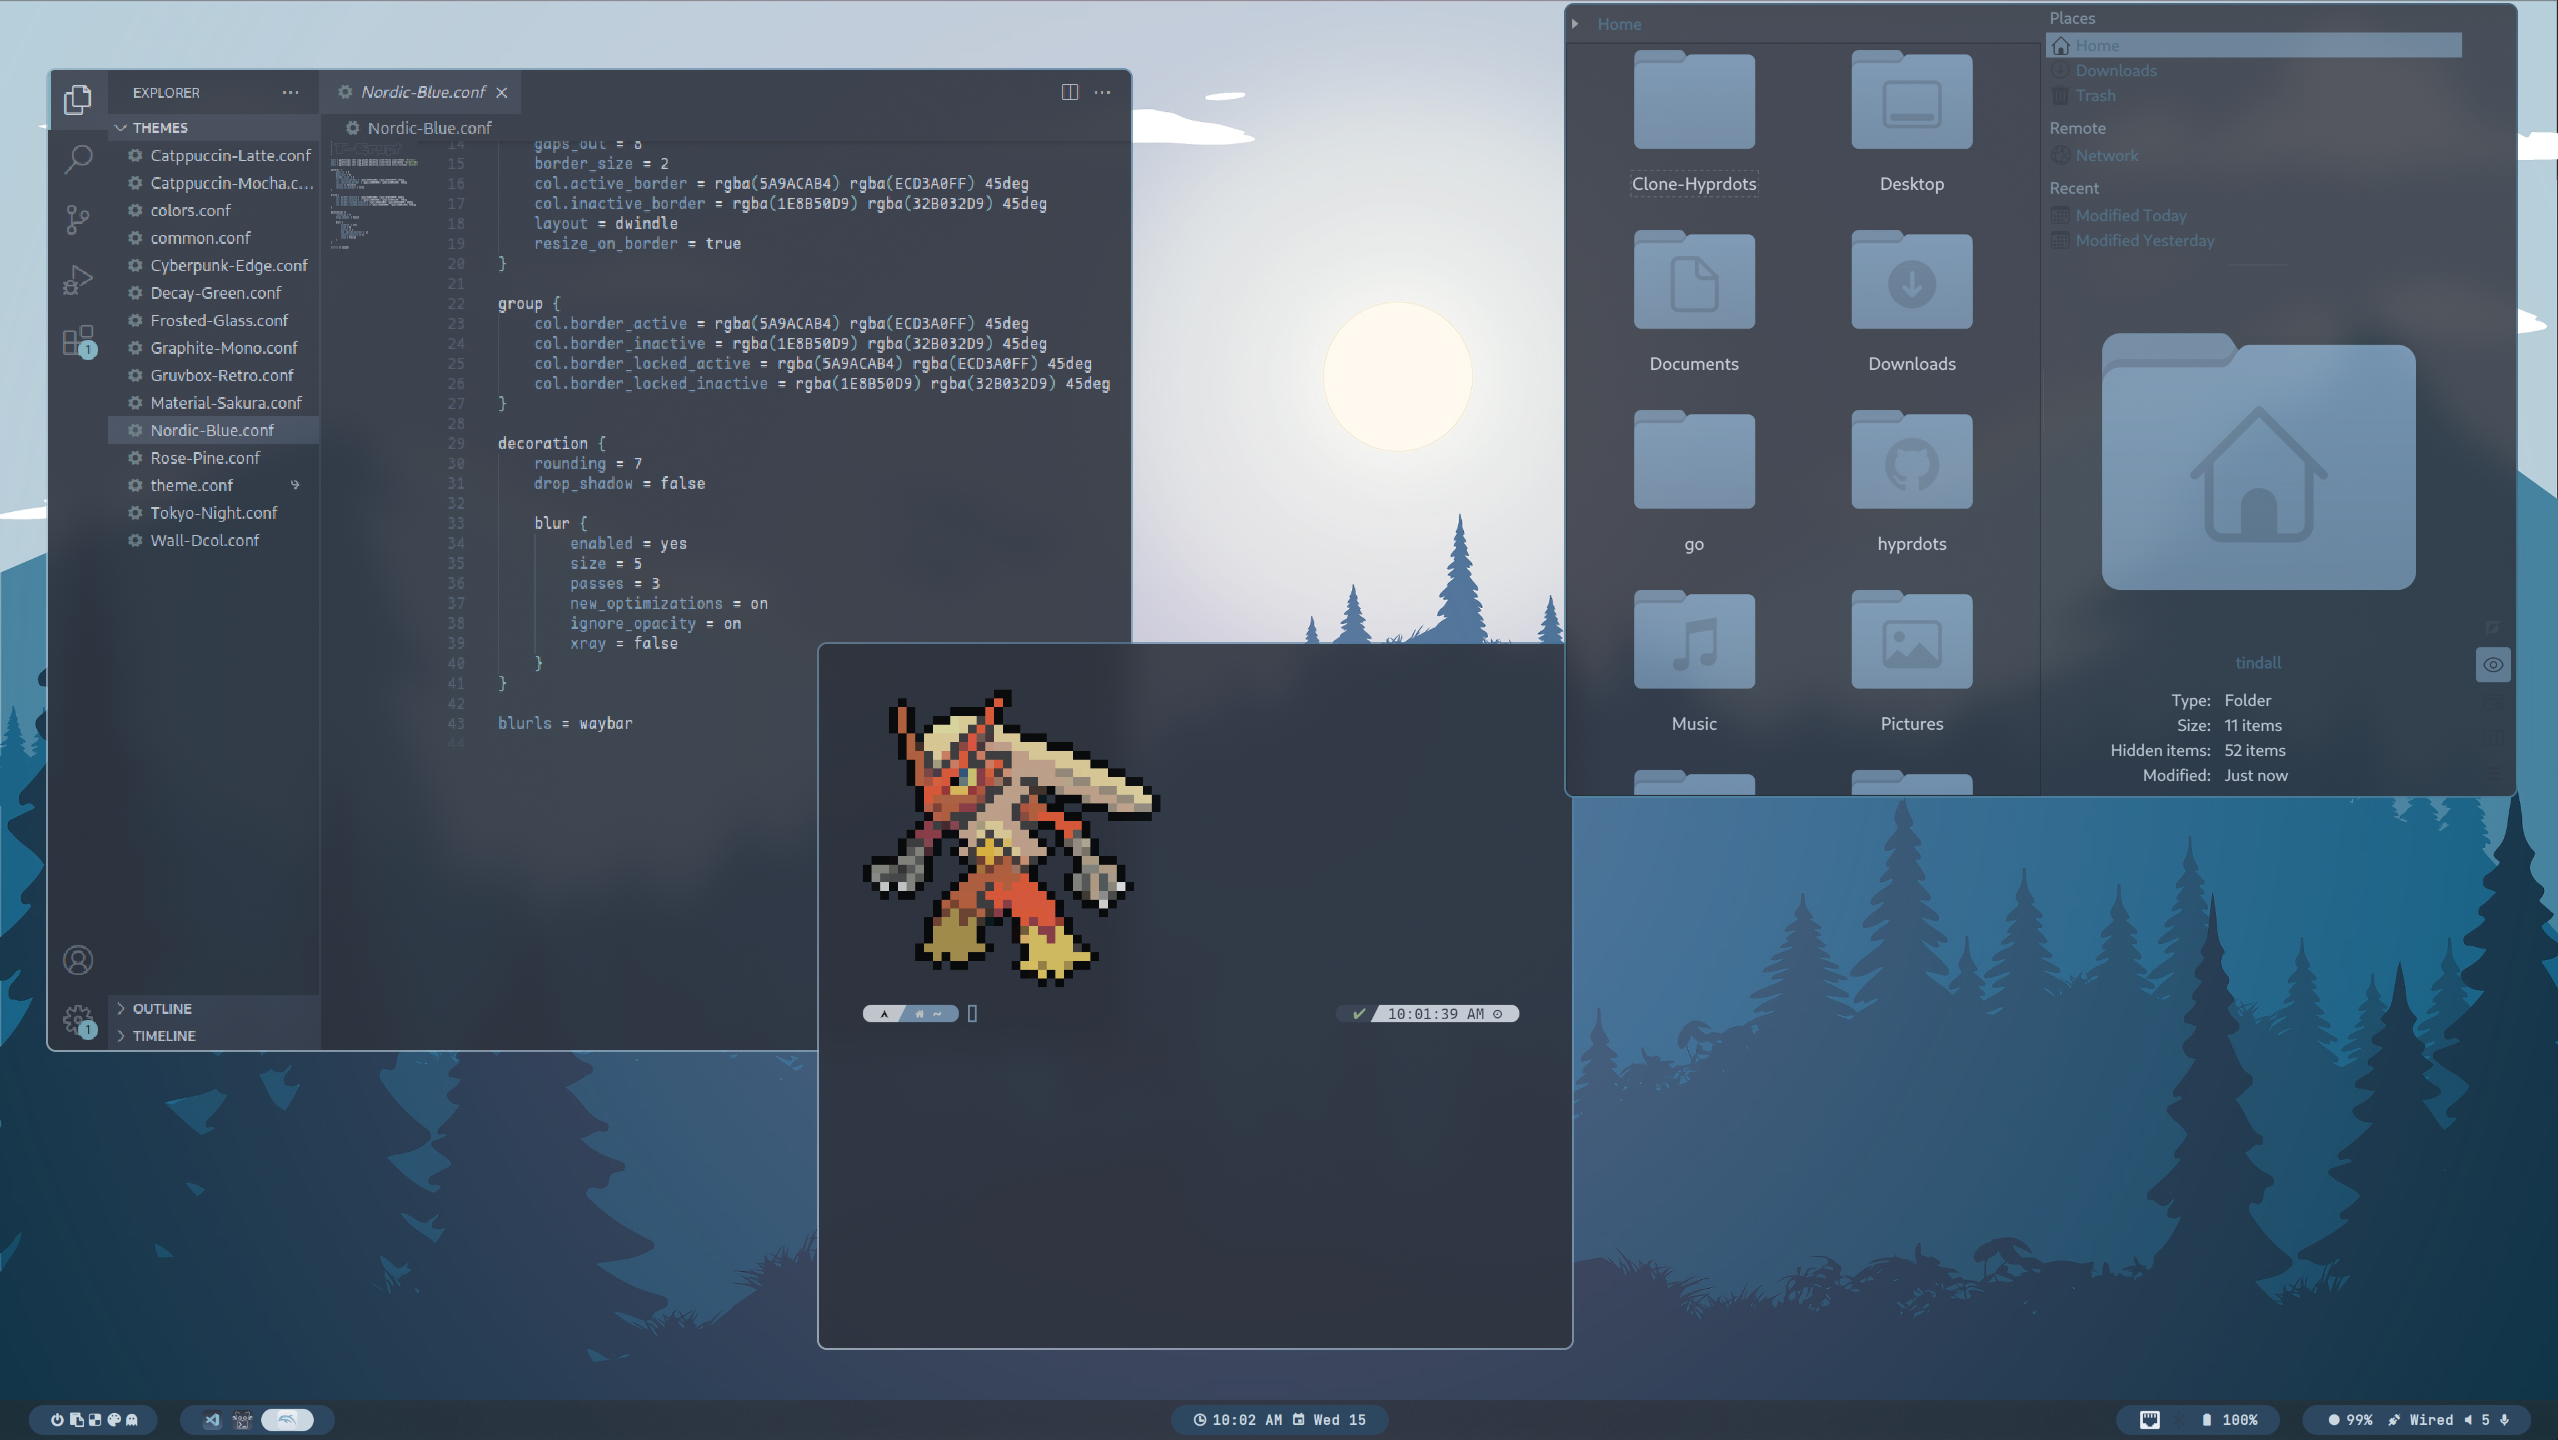 EXPLORER
THEMES
Catppuccin-Latte.conf
Catppuccin-Mocha.c...
colors.conf
common.conf
Cyberpunk-Edge.conf
Decay-Green.conf
Frosted-Glass.conf
Graphite-Mono.conf
Gruvbox-Retro.conf
Material-Sakura.conf
Nordic-Blue.conf
Rose-Pine.conf
theme.conf
Tokyo-Night.conf
Wall-Dcol.conf
OUTLINE
TIMELINE
1
1
Nordic-Blue.conf
Nordic-Blue.conf
14 gaps_out = 8
15 border_size = 2
16 col.active_border = rgba(5A9ACAB4) rgba(ECD3A0FF) 45deg
17 col.inactive_border = rgba(1E8B50D9) rgba(32B032D9) 45deg
18 layout = dwindle
19 resize_on_border = true
20 }
21
22 group {
23 col.border_active = rgba(5A9ACAB4) rgba(ECD3A0FF) 45deg
24 col.border_inactive = rgba(1E8B50D9) rgba(32B032D9) 45deg
25 col.border_locked_active = rgba(5A9ACAB4) rgba(ECD3A0FF) 45deg
26 col.border_locked_inactive = rgba(1E8B50D9) rgba(32B032D9) 45deg
27 }
28
29 decoration {
30 rounding = 7
31 drop_shadow = false
32
33 blur {
34 enabled = yes
35 size = 5
36 passes = 3
37 new_optimizations = on
38 ignore_opacity = on
39 xray = false
40 }
41 }
42
43 blurls = waybar
44
~
10:01:39 AM
Home
Clone-Hyprdots
Desktop
Documents
Downloads
go
hyprdots
Music
Pictures
Places
Home
Downloads
Trash
Remote
Network
Recent
Modified Today
Modified Yesterday
tindall
Type: Folder
Size: 11 items
Hidden items: 52 items
Modified: Just now
10:02 AM Wed 15
100%
99% Wired 5